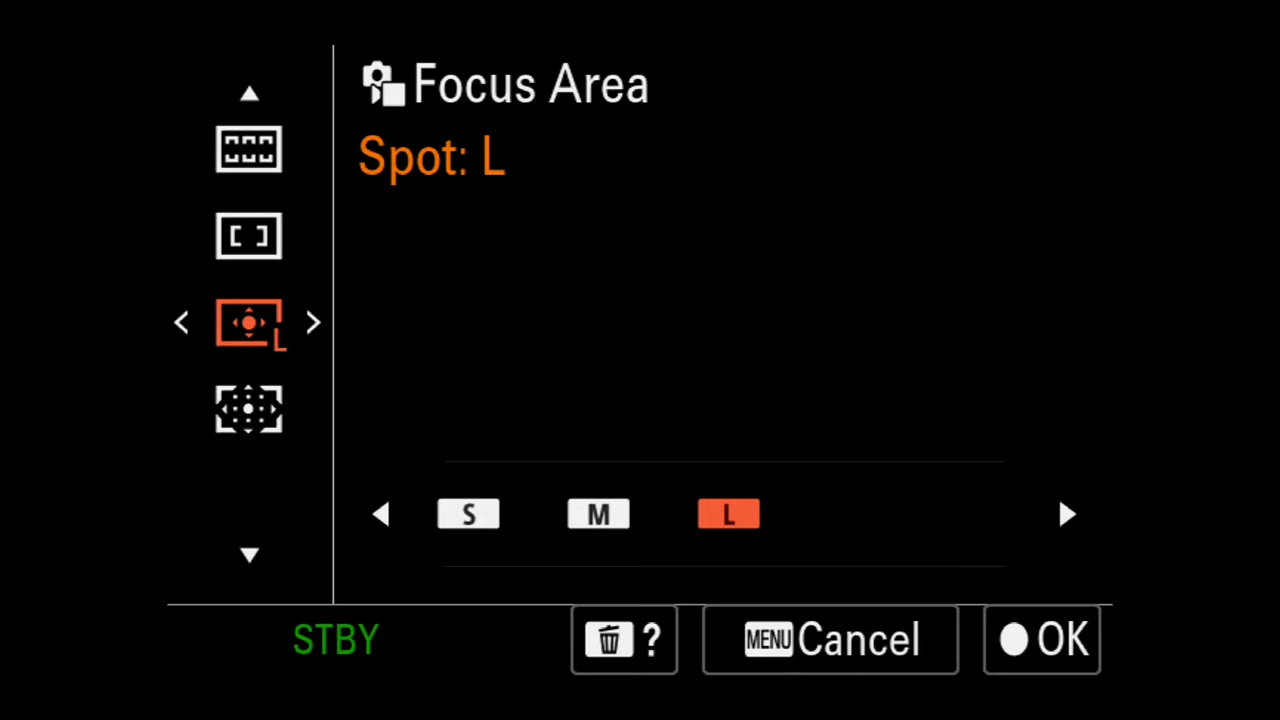 Focus Area
Spot: L
L
S M L
STBY
? MENU Cancel OK